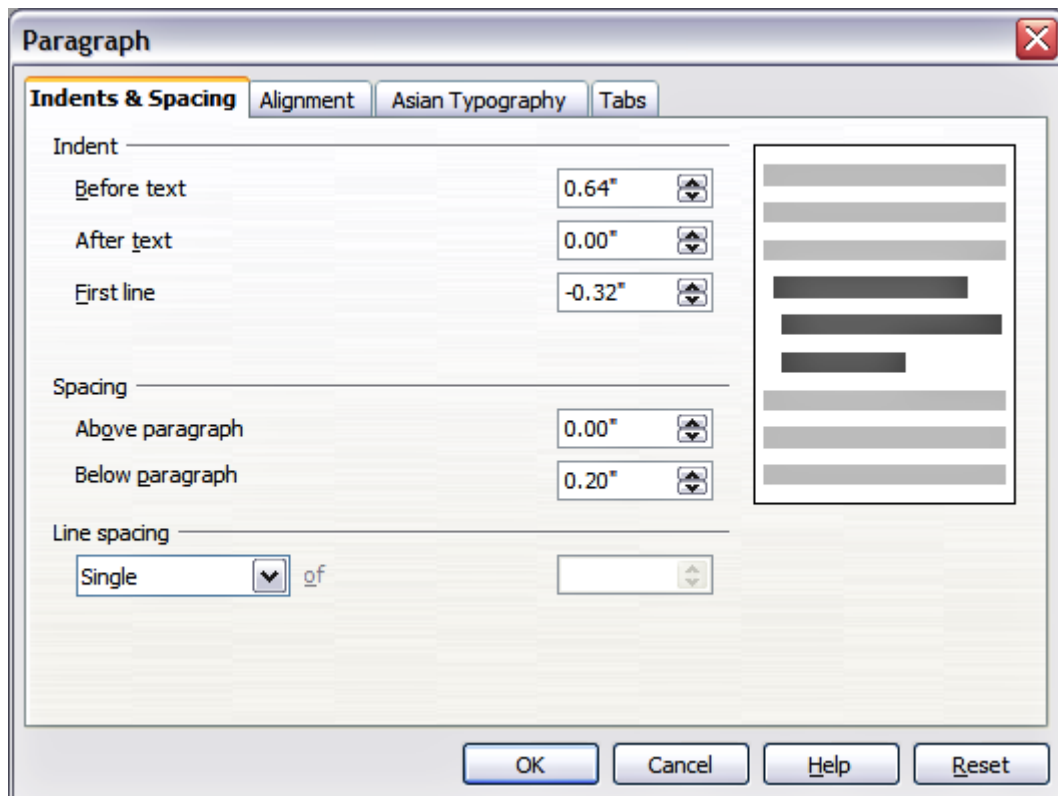 Paragraph
Indents & Spacing Alignment Asian Typography Tabs
Indent
Before text 0.64"
After text 0.00"
First line -0.32"
Spacing
Above paragraph 0.00"
Below paragraph 0.20"
Line spacing
Single of
OK Cancel Help Reset